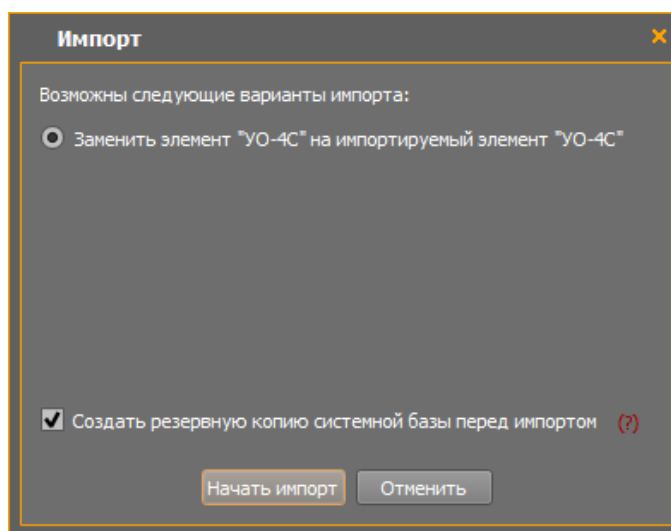 Импорт
Возможны следующие варианты импорта:
Заменить элемент "УО-4С" на импортируемый элемент "УО-4С"
Создать резервную копию системной базы перед импортом (?)
Начать импорт Отменить